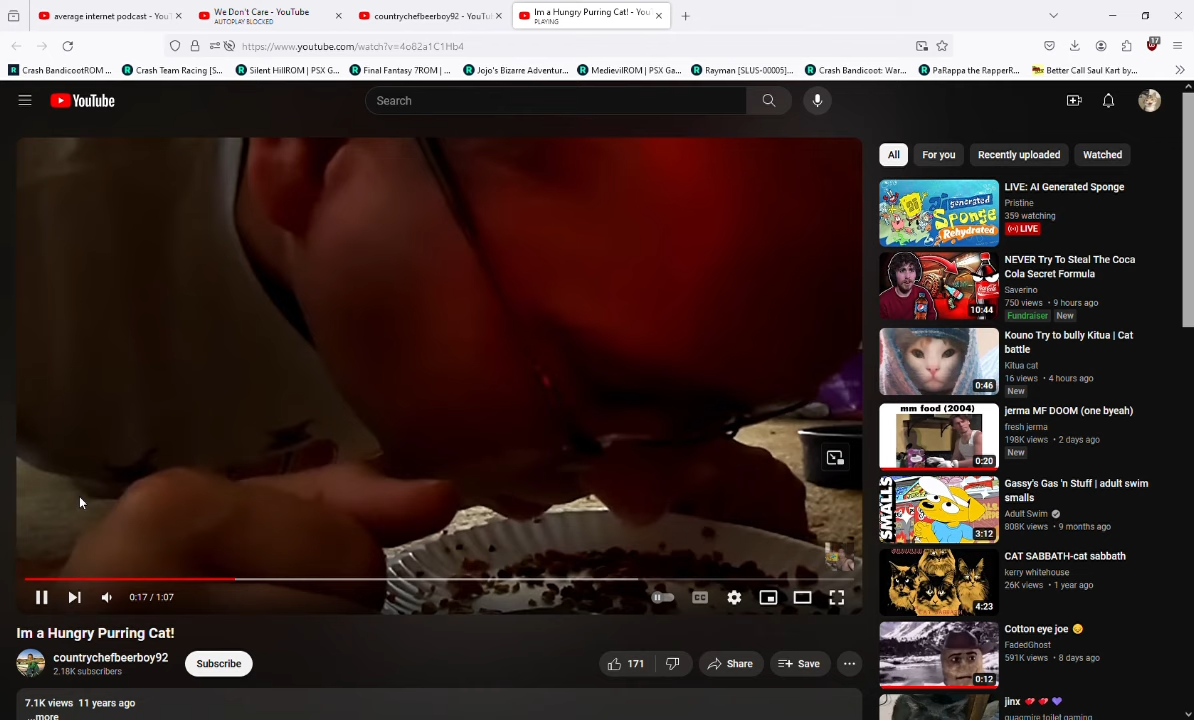 average internet podcast - YouT
We Don't Care - YouTube
AUTOPLAY BLOCKED
countrychefbeerboy92 - YouTul
Im a Hungry Purring Cat! - You
PLAYING
https://www.youtube.com/watch?v=4o82a1C1Hb4
17
Crash BandicootROM ...
Crash Team Racing [S...
Silent HillROM | PSX G...
Final Fantasy 7ROM | ...
Jojo's Bizarre Adventur...
MedievilROM | PSX Ga...
Rayman [SLUS-00005]...
Crash Bandicoot: War...
PaRappa the RapperR...
Better Call Saul Kart by...
YouTube
Search
All
For you
Recently uploaded
Watched
LIVE: AI Generated Sponge
Pristine
359 watching
LIVE
generated
Sponge
Rehydrated
NEVER Try To Steal The Coca
Cola Secret Formula
Saverino
750 views • 9 hours ago
Fundraiser
New
10:44
Kouno Try to bully Kitua | Cat
battle
Kitua cat
16 views • 4 hours ago
New
0:46
mm food (2004)
jerma MF DOOM (one byeah)
fresh jerma
198K views • 2 days ago
New
0:20
SMALLS
Gassy's Gas 'n Stuff | adult swim
smalls
Adult Swim
808K views • 9 months ago
3:12
CAT SABBATH-cat sabbath
kerry whitehouse
26K views • 1 year ago
4:23
Cotton eye joe 😏
FadedGhost
591K views • 8 days ago
0:12
jinx 💔 💔 💜
quagmire toilet gaming
0:17 / 1:07
CC
Im a Hungry Purring Cat!
countrychefbeerboy92
2.18K subscribers
Subscribe
171
Share
Save
7.1K views 11 years ago
...more